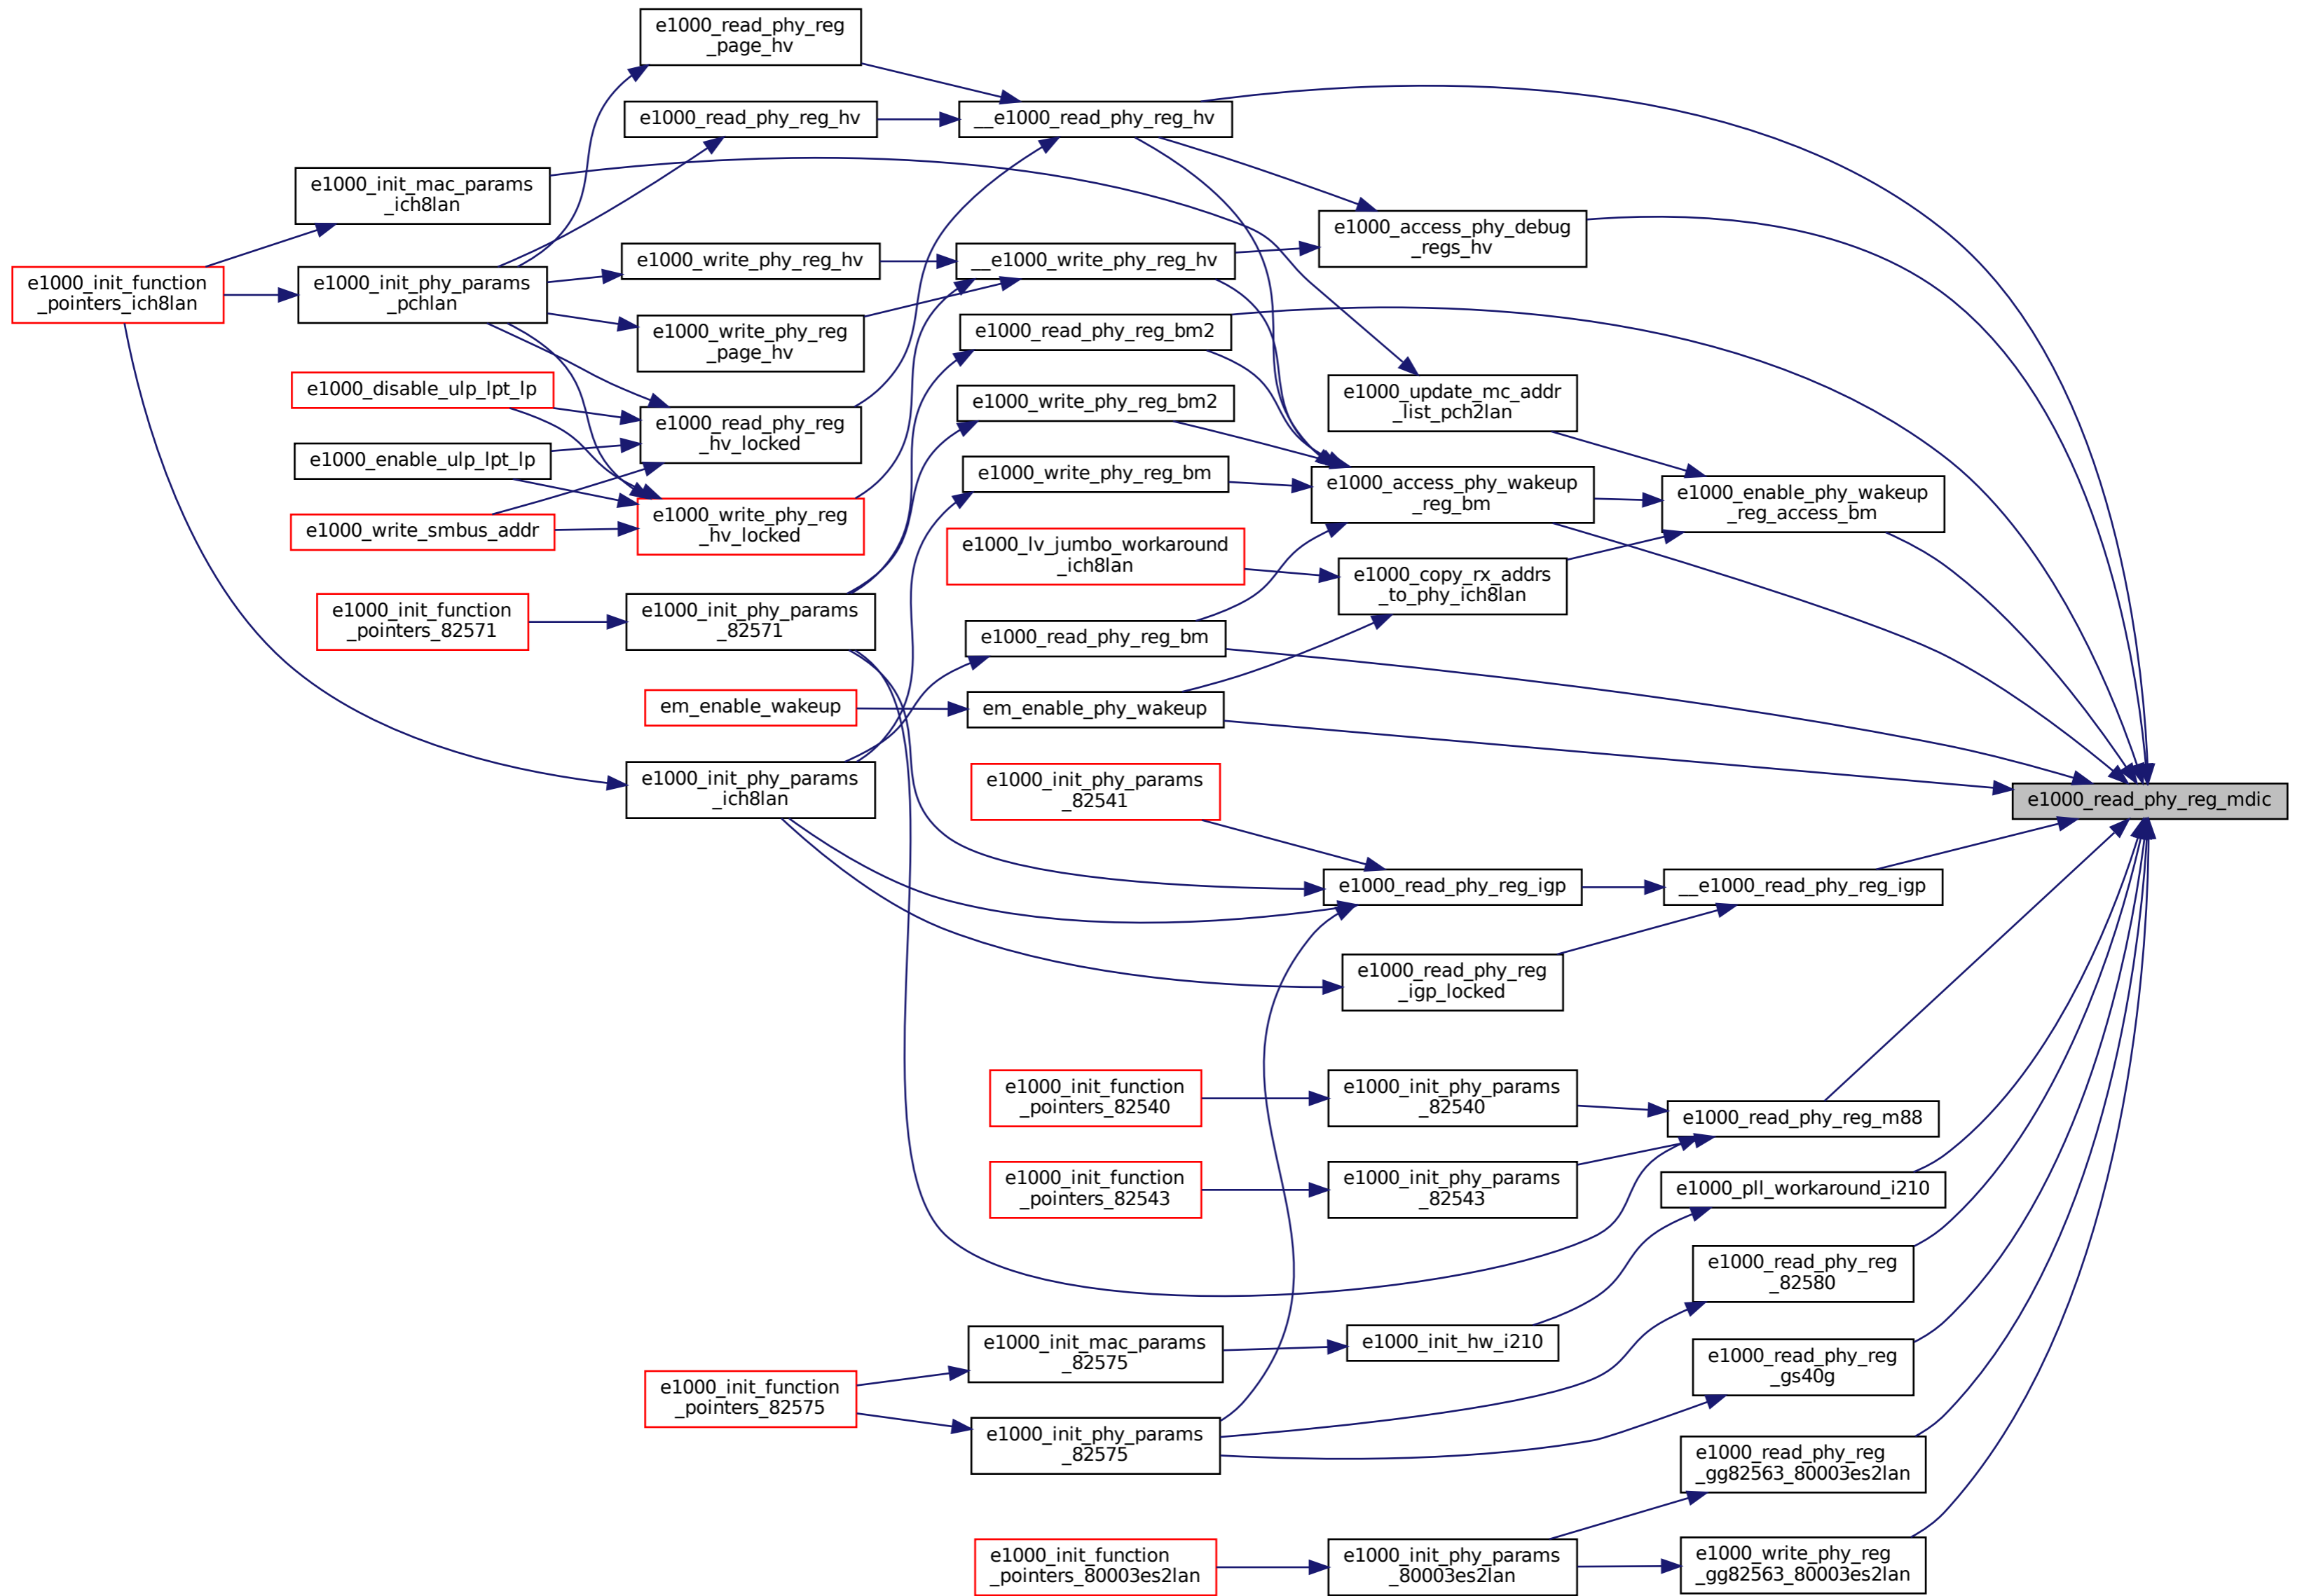 e1000_read_phy_reg
_page_hv
e1000_read_phy_reg_hv
__e1000_read_phy_reg_hv
e1000_init_mac_params
_ich8lan
e1000_access_phy_debug
_regs_hv
e1000_write_phy_reg_hv
__e1000_write_phy_reg_hv
e1000_init_function
_pointers_ich8lan
e1000_init_phy_params
_pchlan
e1000_write_phy_reg
_page_hv
e1000_read_phy_reg_bm2
e1000_disable_ulp_lpt_lp
e1000_update_mc_addr
_list_pch2lan
e1000_write_phy_reg_bm2
e1000_read_phy_reg
_hv_locked
e1000_enable_ulp_lpt_lp
e1000_write_phy_reg_bm
e1000_access_phy_wakeup
_reg_bm
e1000_enable_phy_wakeup
_reg_access_bm
e1000_write_smbus_addr
e1000_write_phy_reg
_hv_locked
e1000_lv_jumbo_workaround
_ich8lan
e1000_copy_rx_addrs
_to_phy_ich8lan
e1000_init_function
_pointers_82571
e1000_init_phy_params
_82571
e1000_read_phy_reg_bm
em_enable_wakeup
em_enable_phy_wakeup
e1000_init_phy_params
_ich8lan
e1000_init_phy_params
_82541
e1000_read_phy_reg_mdic
e1000_read_phy_reg_igp
__e1000_read_phy_reg_igp
e1000_read_phy_reg
_igp_locked
e1000_init_function
_pointers_82540
e1000_init_phy_params
_82540
e1000_read_phy_reg_m88
e1000_init_function
_pointers_82543
e1000_init_phy_params
_82543
e1000_pll_workaround_i210
e1000_read_phy_reg
_82580
e1000_init_mac_params
_82575
e1000_init_hw_i210
e1000_read_phy_reg
_gs40g
e1000_init_function
_pointers_82575
e1000_init_phy_params
_82575
e1000_read_phy_reg
_gg82563_80003es2lan
e1000_init_function
_pointers_80003es2lan
e1000_init_phy_params
_80003es2lan
e1000_write_phy_reg
_gg82563_80003es2lan